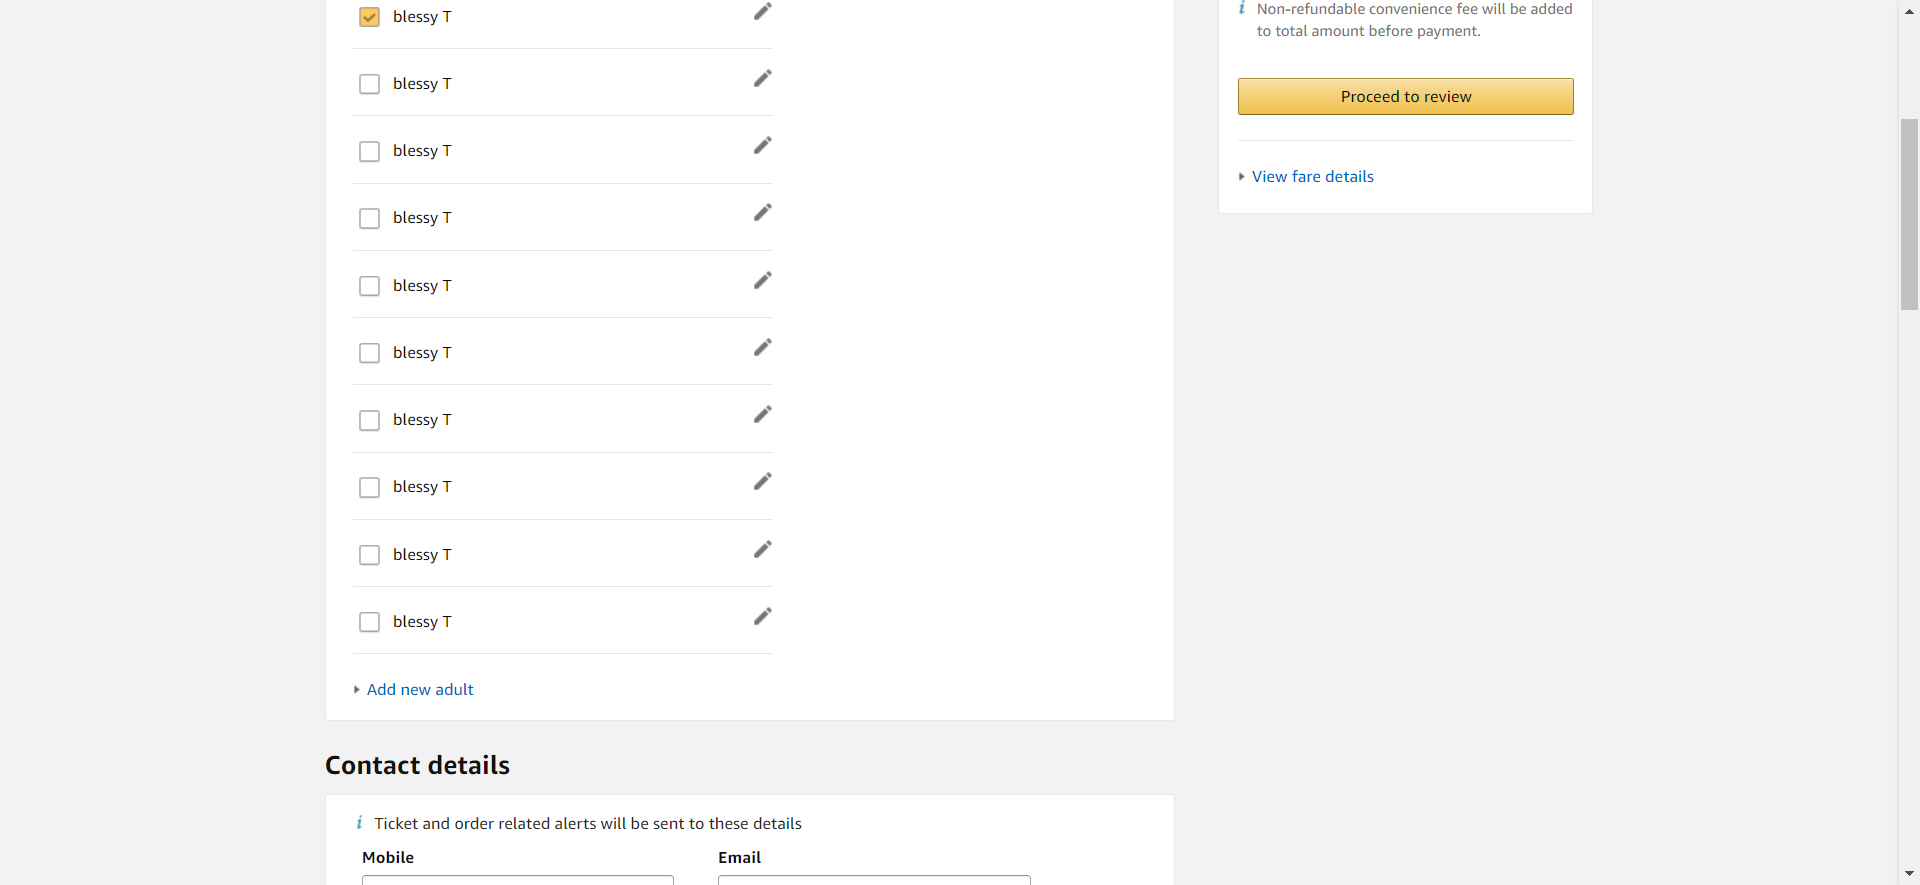 blessy T
blessy T
blessy T
blessy T
blessy T
blessy T
blessy T
blessy T
blessy T
blessy T
Add new adult
Contact details
Ticket and order related alerts will be sent to these details
Mobile
Email
Non-refundable convenience fee will be added
to total amount before payment.
Proceed to review
View fare details